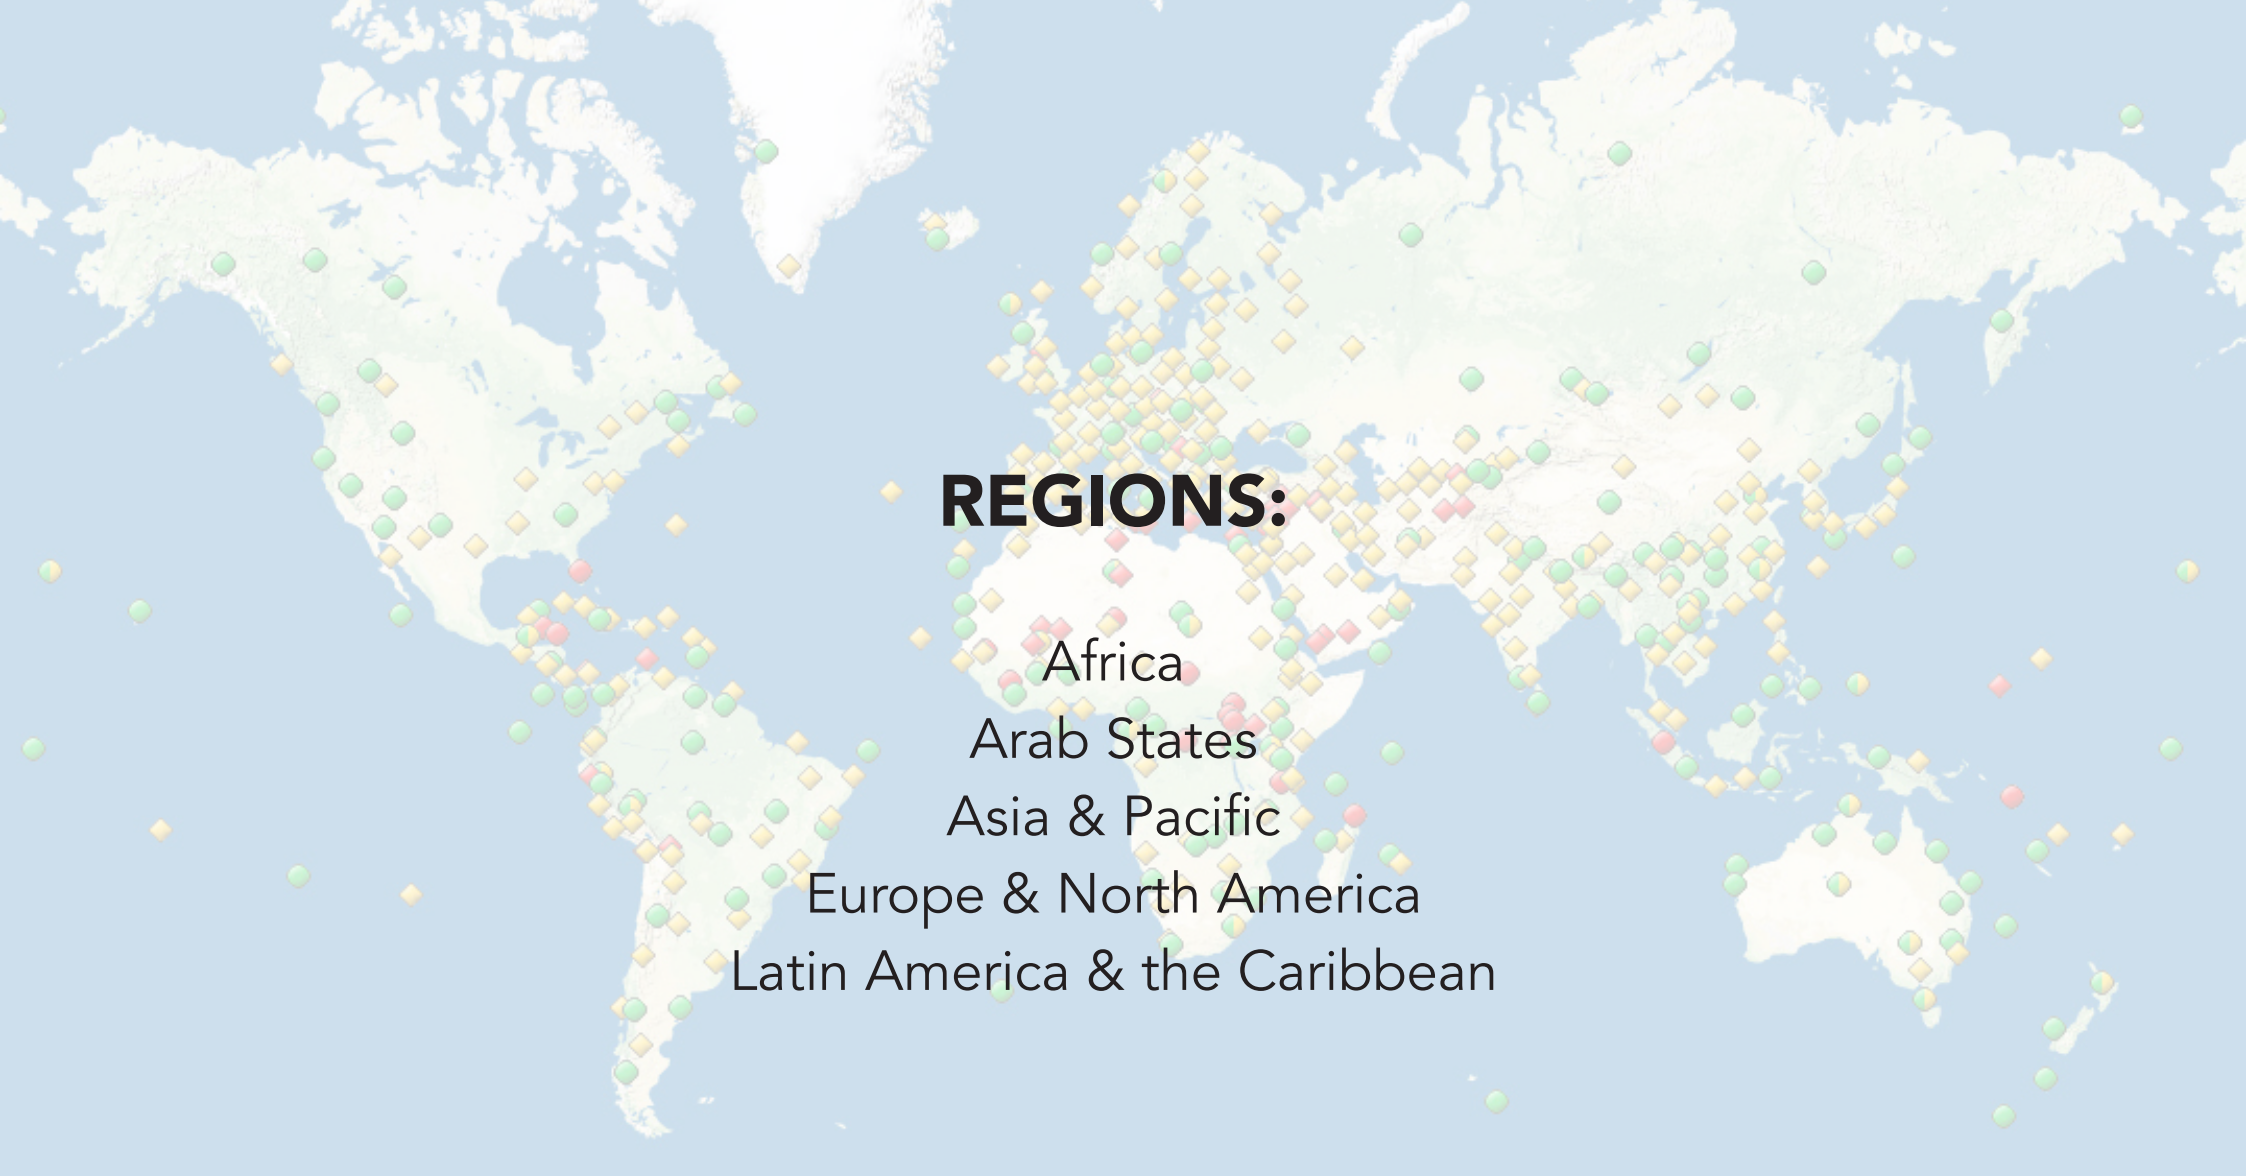 REGIONS:
Africa
Arab States
Asia & Pacific
Europe & North America
Latin America & the Caribbean